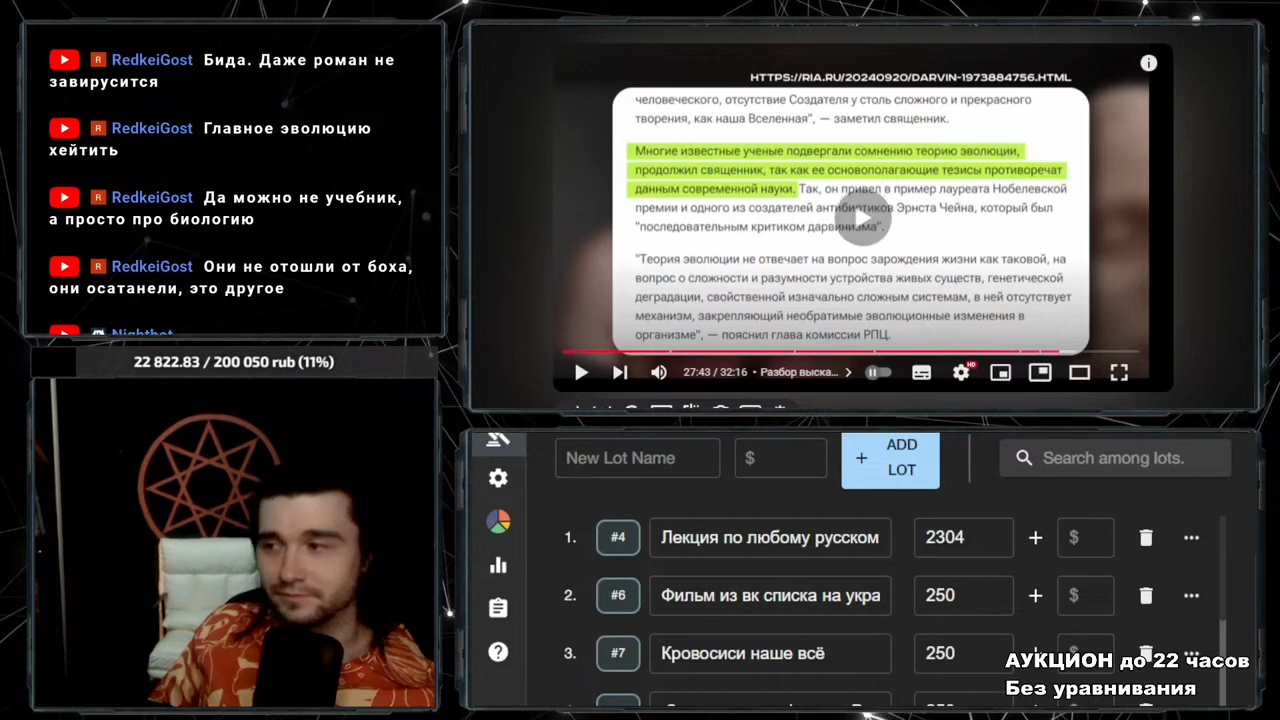 RedkeiGost Бида. Даже роман не
завирусится
RedkeiGost Главное эволюцию
хейтить
RedkeiGost Да можно не учебник,
а просто про биологию
RedkeiGost Они не отошли от боха,
они осатанели, это другое
Nightbot
22 822.83 / 200 050 rub (11%)
HTTPS://RIA.RU/20240920/DARVIN-1973884756.HTML
человеческого, отсутствие Создателя у столь сложного и прекрасного
творения, как наша Вселенная", — заметил священник.
Многие известные ученые подвергали сомнению теорию эволюции,
продолжил священник, так как ее основополагающие тезисы противоречат
данным современной науки. Так, он привел в пример лауреата Нобелевской
премии и одного из создателей антибиотиков Эрнста Чейна, который был
"последовательным критиком дарвинизма".
"Теория эволюции не отвечает на вопрос зарождения жизни как таковой, на
вопрос о сложности и разумности устройства живых существ, генетической
деградации, свойственной изначально сложным системам, в ней отсутствует
механизм, закрепляющий необратимые эволюционные изменения в
организме", — пояснил глава комиссии РПЦ.
27:43 / 32:16 • Разбор выска...
HD
New Lot Name
$
+ ADD
LOT
Search among lots.
1. #4 Лекция по любому русском 2304 + $
2. #6 Фильм из вк списка на укра 250 + $
3. #7 Кровосиси наше всё 250
АУКЦИОН до 22 часов
Без уравнивания